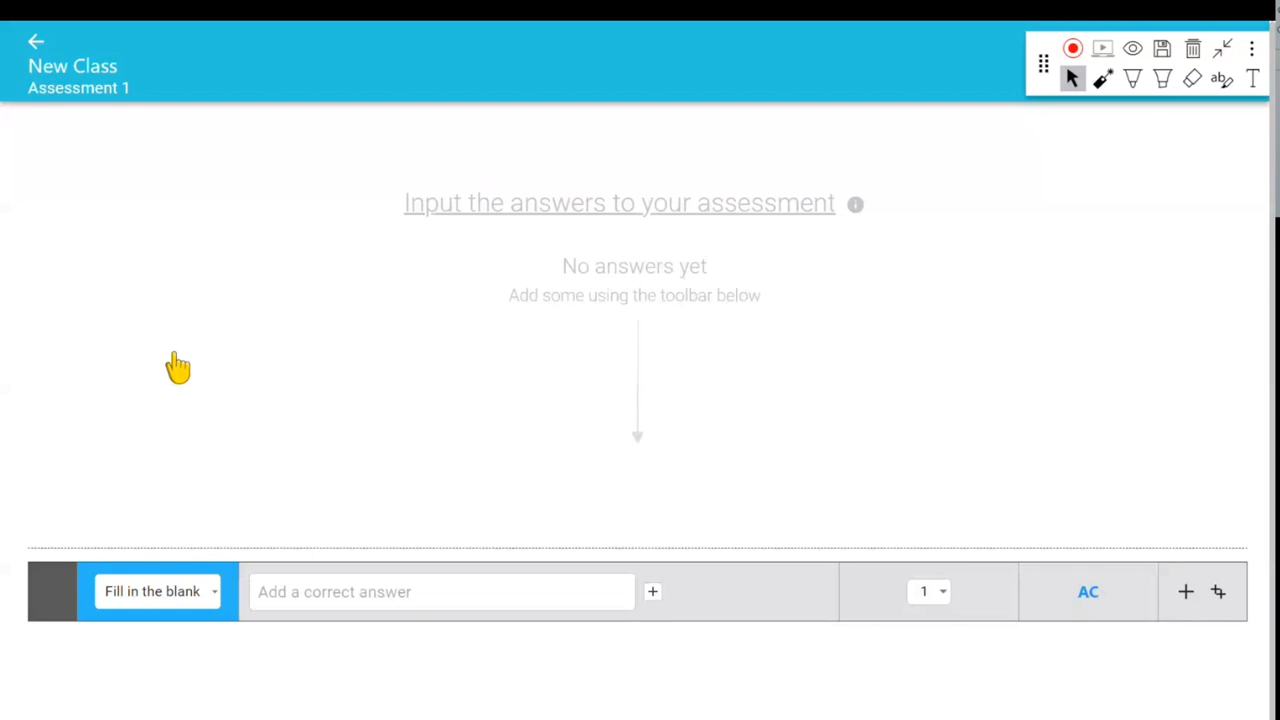 New Class
Assessment 1
ab
T
Input the answers to your assessment
No answers yet
Add some using the toolbar below
Fill in the blank
Add a correct answer
+
1
AC
+